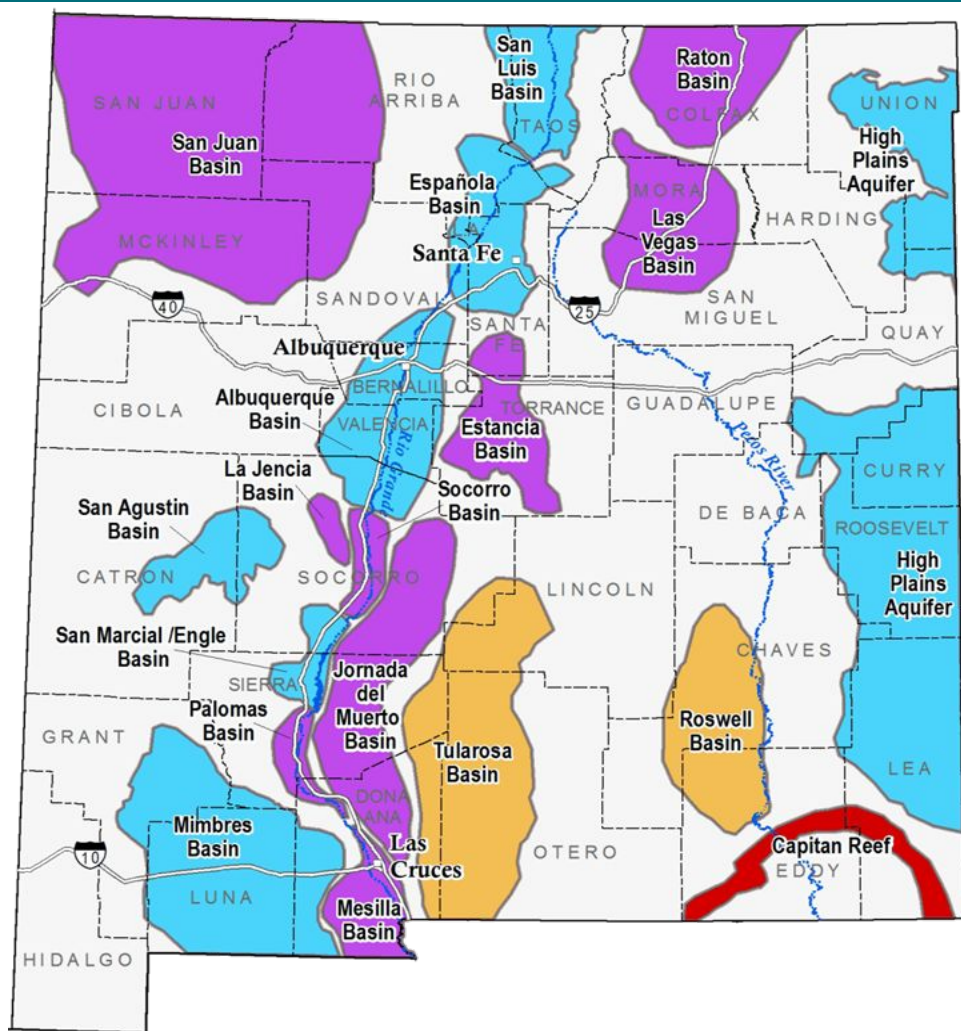 San
Luis
Basin
Raton
Basin
RIO
ARRIBA
SAN JUAN
UNION
COLFAX
TAOS
San Juan
Basin
High
Plains
Aquifer
Española
Basin
MORA
Las
Vegas
Basin
HARDING
MCKINLEY
Santa Fe
SANDOVAL
40
25
SAN
MIGUEL
SANTA
FE
QUAY
Albuquerque
BERNALILLO
Albuquerque
Basin
CIBOLA
VALENCIA
TORRANCE
GUADALUPE
Estancia
Basin
Rio Grande
Pecos River
La Jencia
Basin
Socorro
Basin
CURRY
San Agustin
Basin
DE BACA
ROOSEVELT
CATRON
SOCORRO
LINCOLN
High
Plains
Aquifer
San Marcial /Engle
Basin
CHAVES
SIERRA
Jornada
del
Muerto
Basin
Palomas
Basin
GRANT
Tularosa
Basin
Roswell
Basin
LEA
DONA
ANA
Mimbres
Basin
Las
Cruces
10
OTERO
Capitan Reef
EDDY
LUNA
Mesilla
Basin
HIDALGO